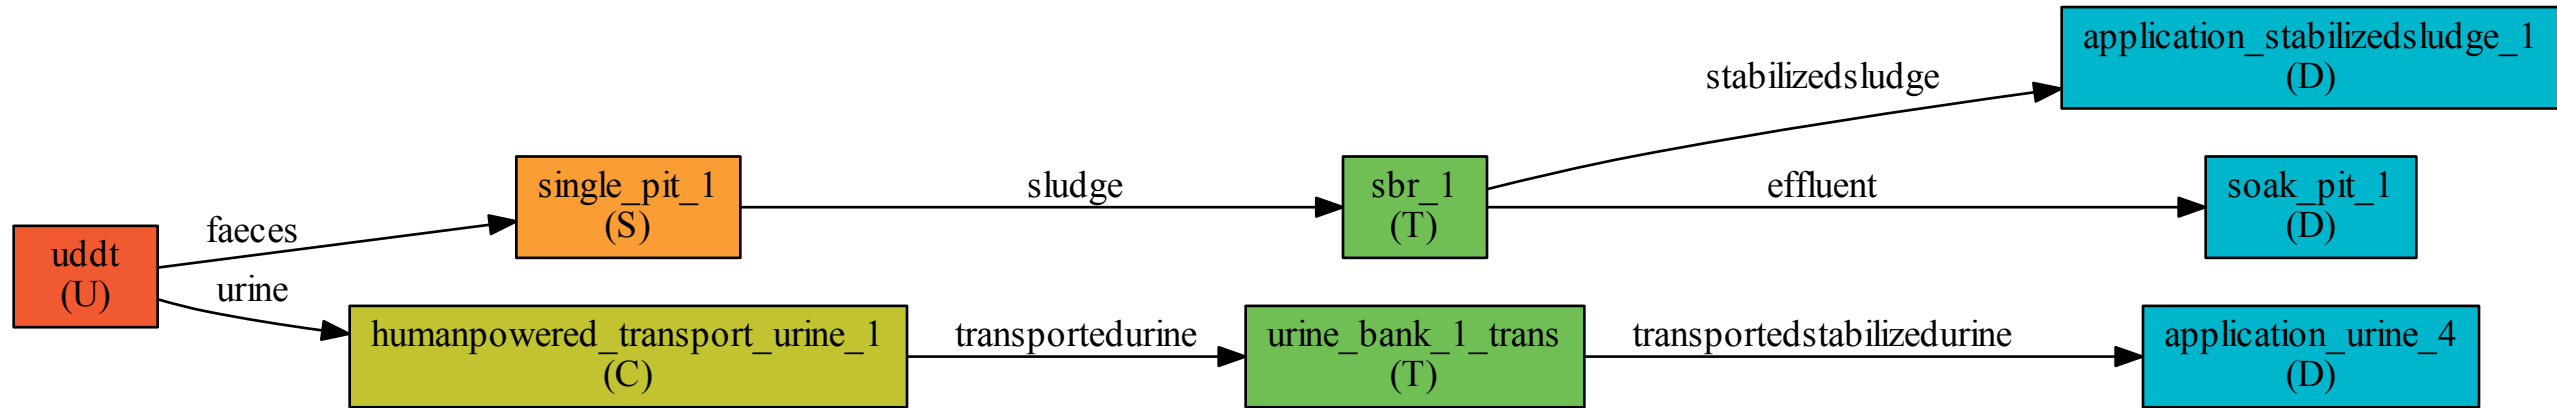 application_stabilizedsludge_1
(D)
stabilizedsludge
single_pit_1
(S)
sludge
sbr_1
(T)
effluent
soak_pit_1
(D)
faeces
uddt
(U)
urine
humanpowered_transport_urine_1
(C)
transportedurine
urine_bank_1_trans
(T)
transportedstabilizedurine
application_urine_4
(D)